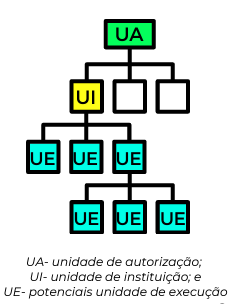 UA
UI
UE UE UE
UE UE UE
UA- unidade de autorização;
UI- unidade de instituição; e
UE- potenciais unidade de execução